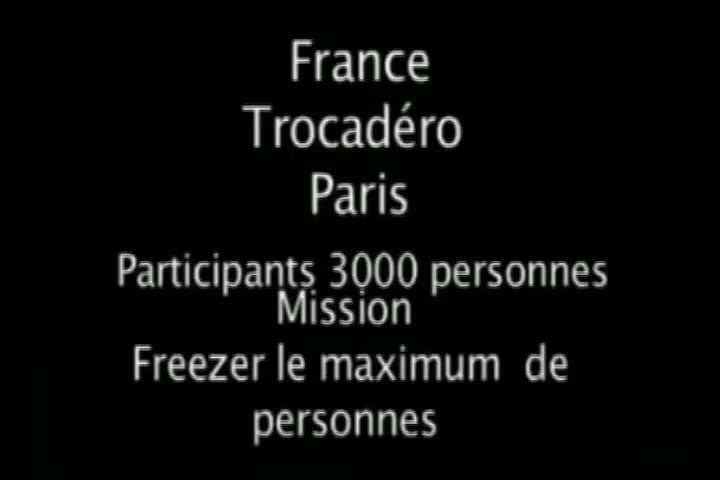 France
Trocadéro
Paris
Participants 3000 personnes
Mission
Freezer le maximum de
personnes